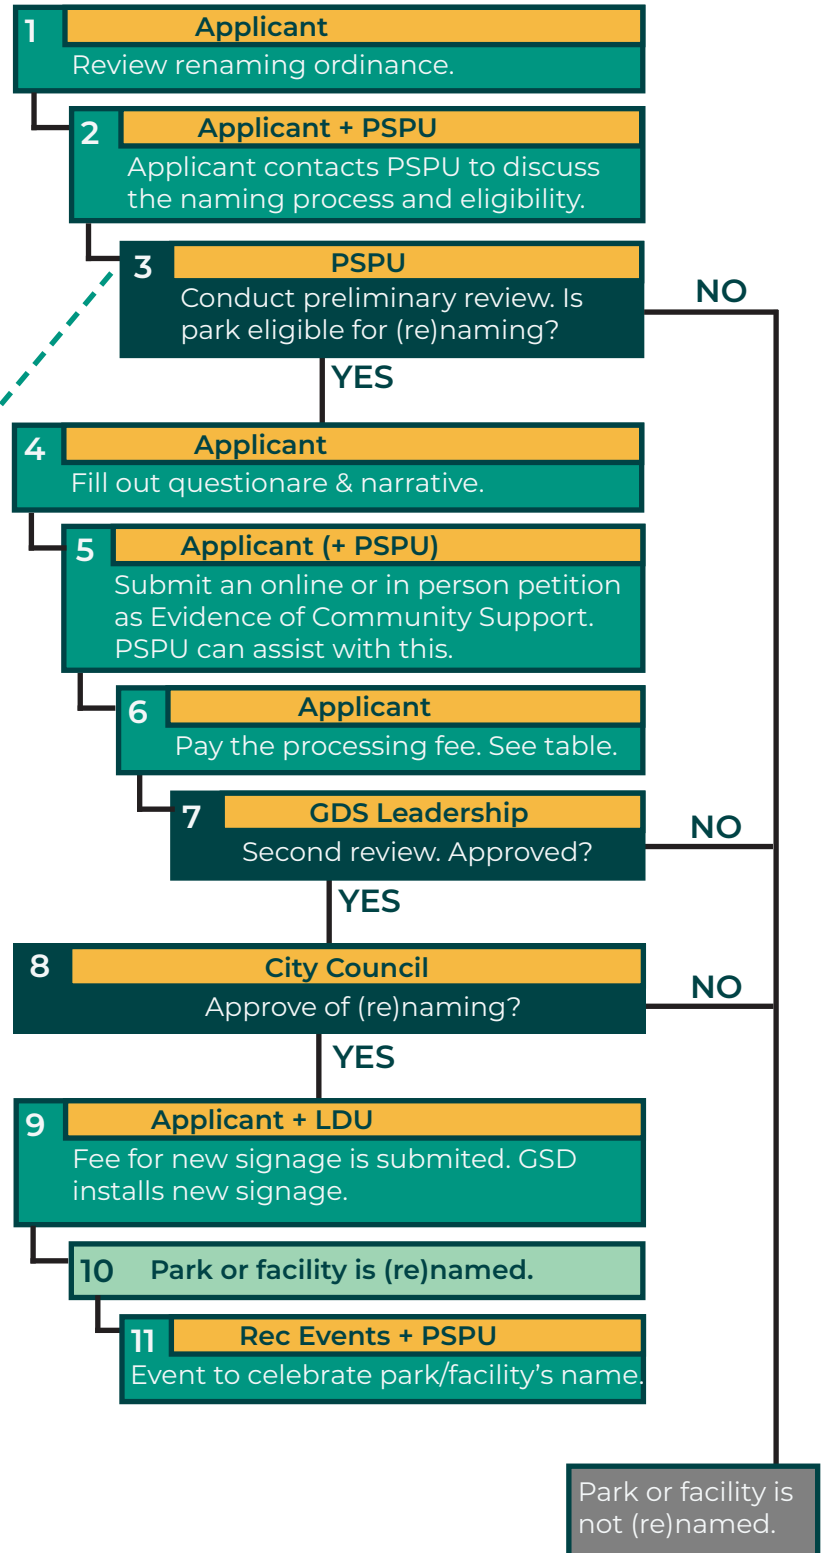 1
Applicant
Review renaming ordinance.
2
Applicant + PSPU
Applicant contacts PSPU to discuss
the naming process and eligibility.
3
PSPU
Conduct preliminary review. Is
park eligible for (re)naming?
NO
YES
4
Applicant
Fill out questionare & narrative.
5
Applicant (+ PSPU)
Submit an online or in person petition
as Evidence of Community Support.
PSPU can assist with this.
6
Applicant
Pay the processing fee. See table.
7
GDS Leadership
Second review. Approved?
NO
YES
8
City Council
Approve of (re)naming?
NO
YES
9
Applicant + LDU
Fee for new signage is submited. GSD
installs new signage.
10
Park or facility is (re)named.
11
Rec Events + PSPU
Event to celebrate park/facility's name.
Park or facility is
not (re)named.